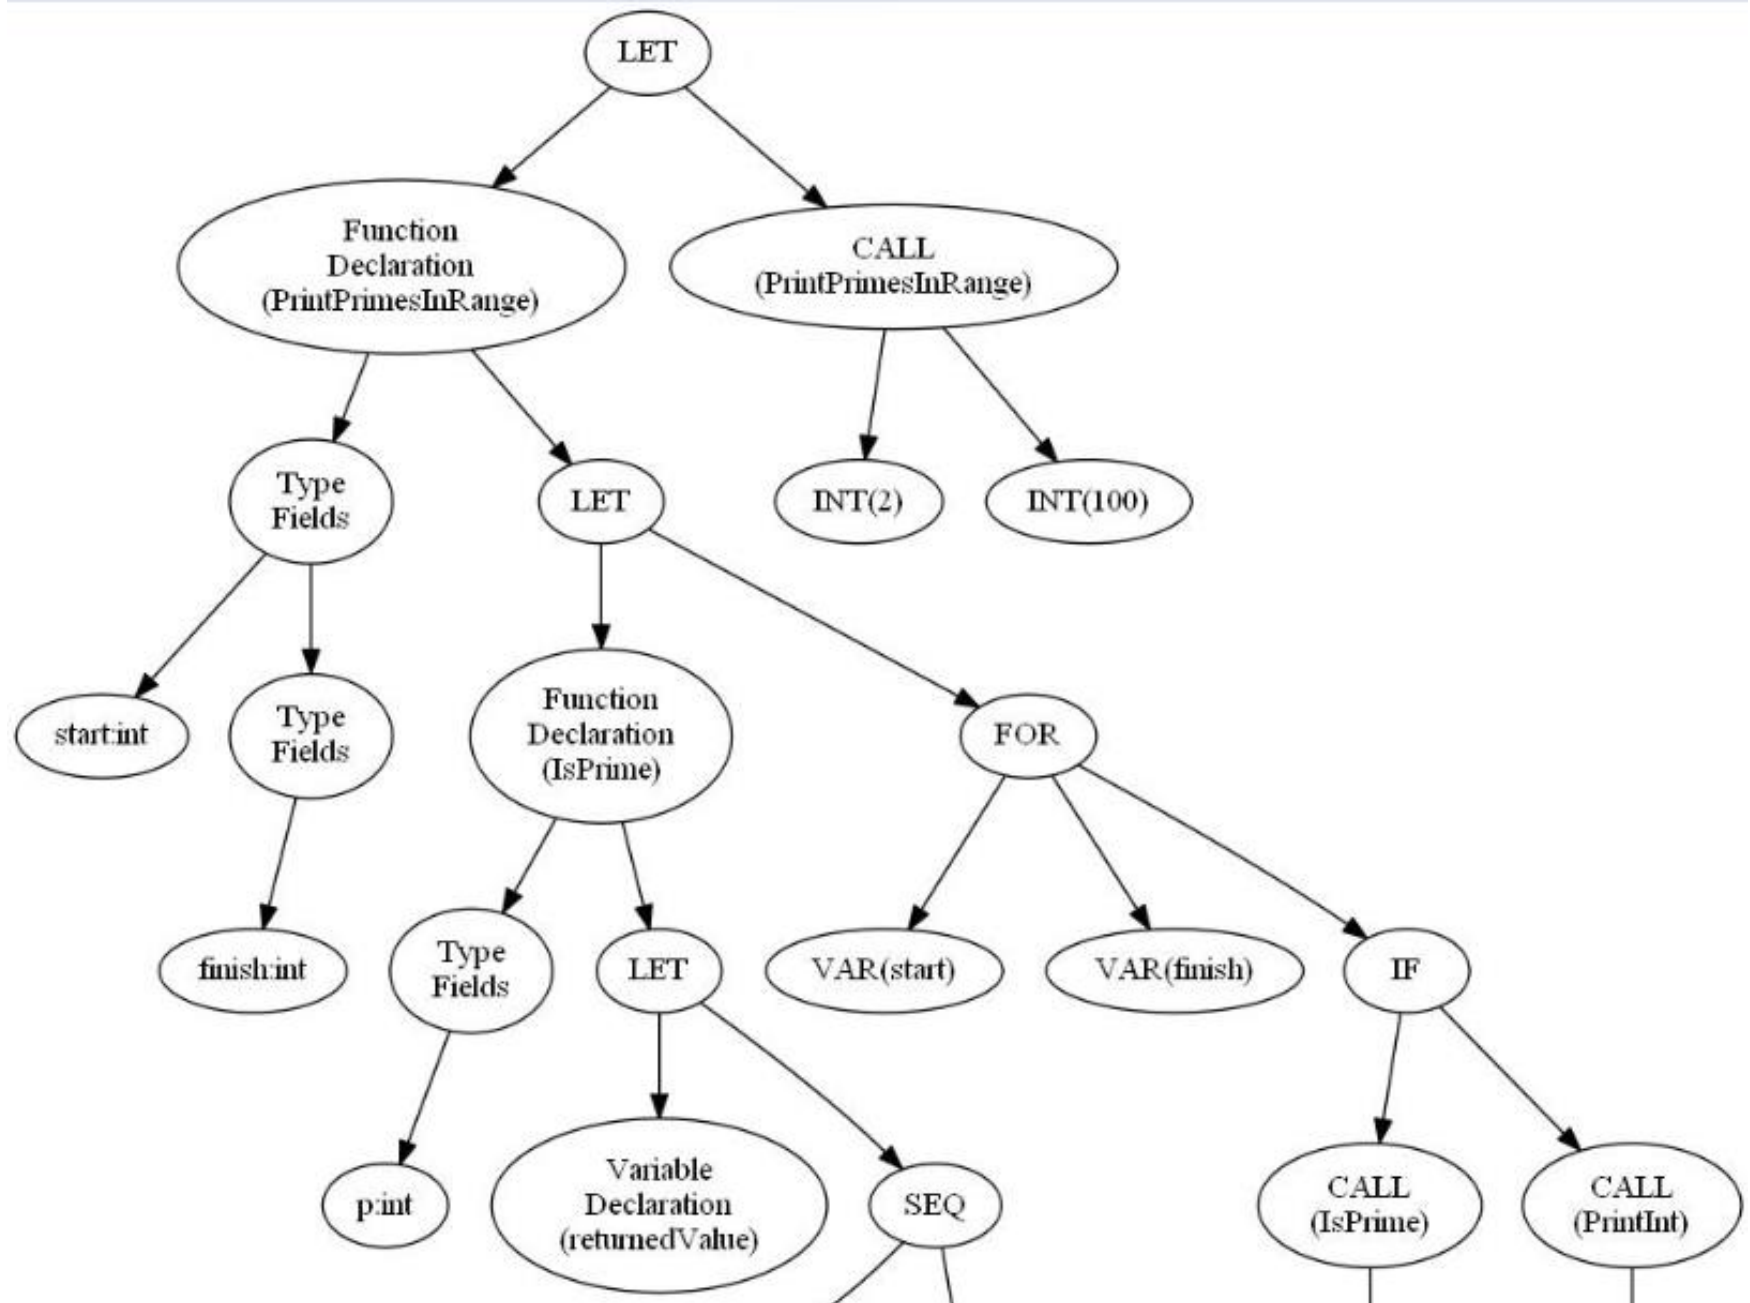 LET
Function
Declaration
(PrintPrimesInRange)
CALL
(PrintPrimesInRange)
Type
Fields
LET
INT(2)
INT(100)
start:int
Type
Fields
Function
Declaration
(IsPrime)
FOR
finish:int
Type
Fields
LET
VAR(start)
VAR(finish)
IF
p:int
Variable
Declaration
(returnedValue)
SEQ
CALL
(IsPrime)
CALL
(PrintInt)